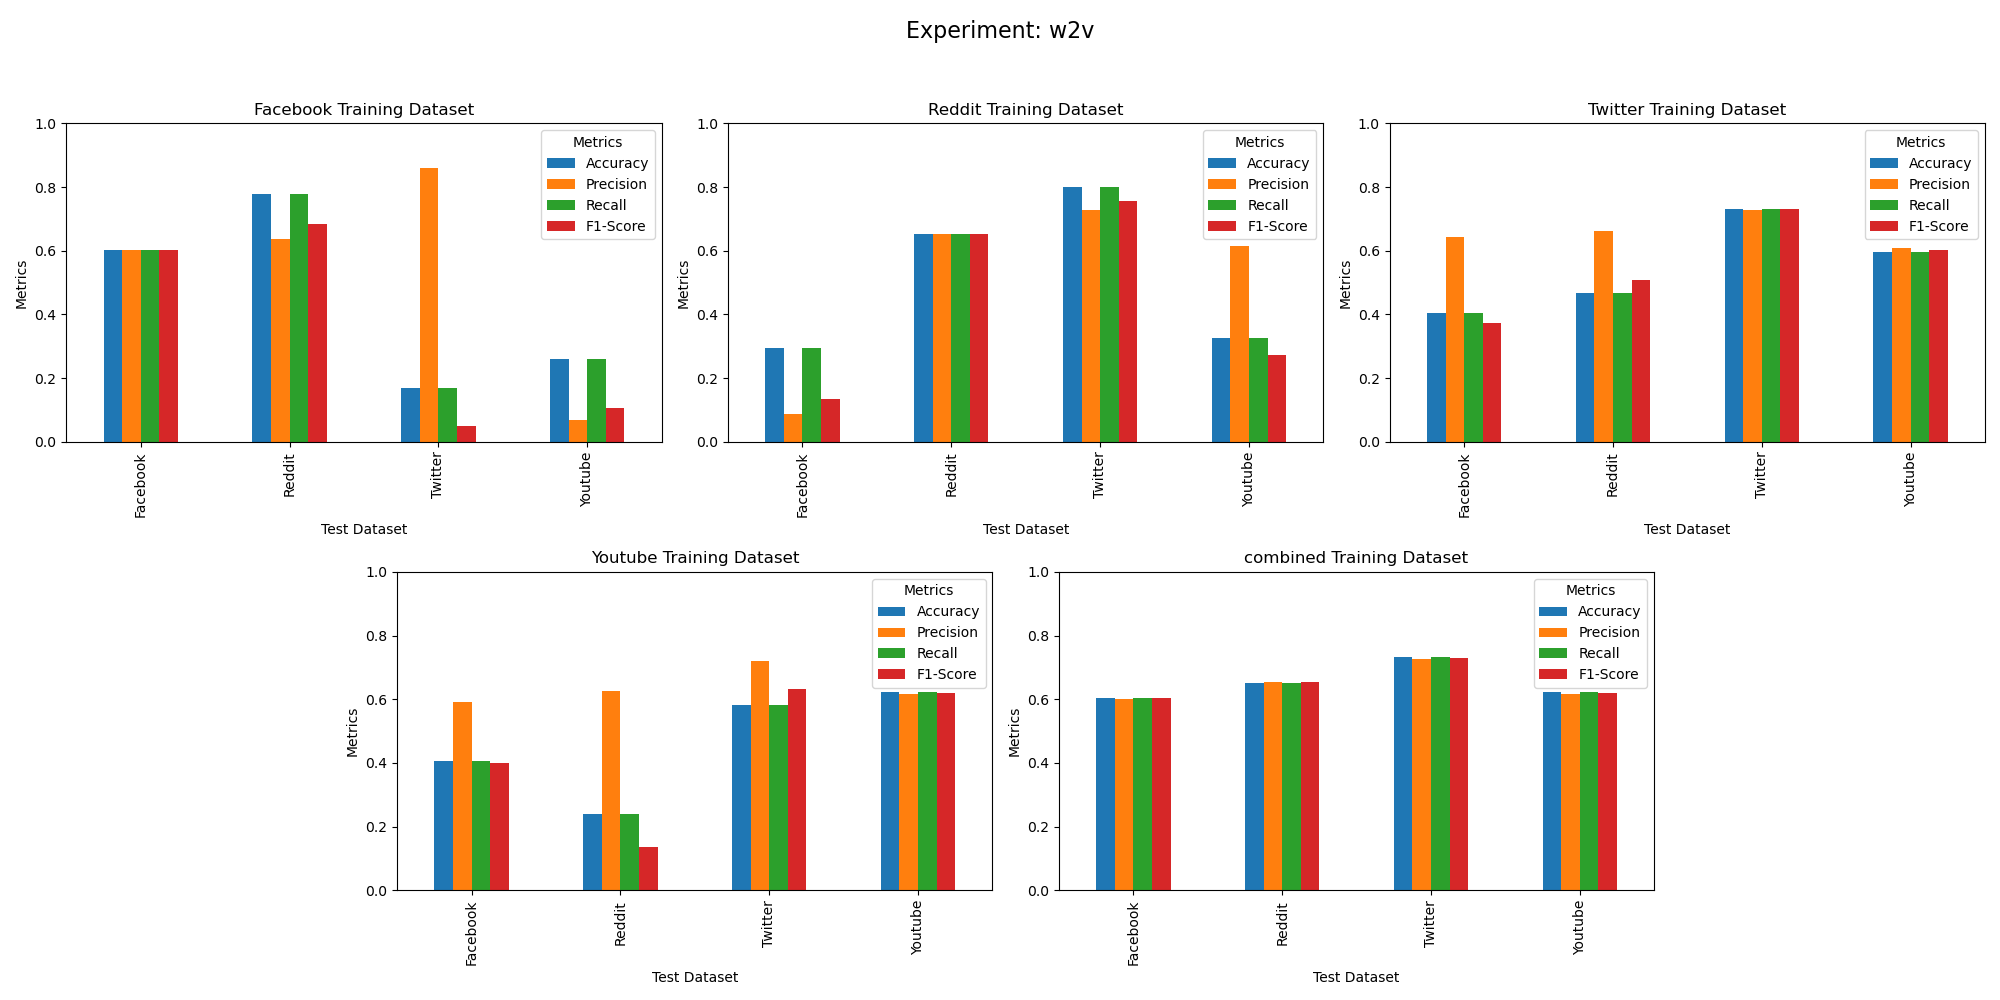 Experiment: w2v
Facebook Training Dataset
1.0
0.8
0.6
0.4
0.2
0.0
Metrics
Metrics
Accuracy
Precision
Recall
F1-Score
Facebook
Reddit
Twitter
Youtube
Test Dataset
Reddit Training Dataset
1.0
0.8
0.6
0.4
0.2
0.0
Metrics
Metrics
Accuracy
Precision
Recall
F1-Score
Facebook
Reddit
Twitter
Youtube
Test Dataset
Twitter Training Dataset
1.0
0.8
0.6
0.4
0.2
0.0
Metrics
Metrics
Accuracy
Precision
Recall
F1-Score
Facebook
Reddit
Twitter
Youtube
Test Dataset
Youtube Training Dataset
1.0
0.8
0.6
0.4
0.2
0.0
Metrics
Metrics
Accuracy
Precision
Recall
F1-Score
Facebook
Reddit
Twitter
Youtube
Test Dataset
combined Training Dataset
1.0
0.8
0.6
0.4
0.2
0.0
Metrics
Metrics
Accuracy
Precision
Recall
F1-Score
Facebook
Reddit
Twitter
Youtube
Test Dataset